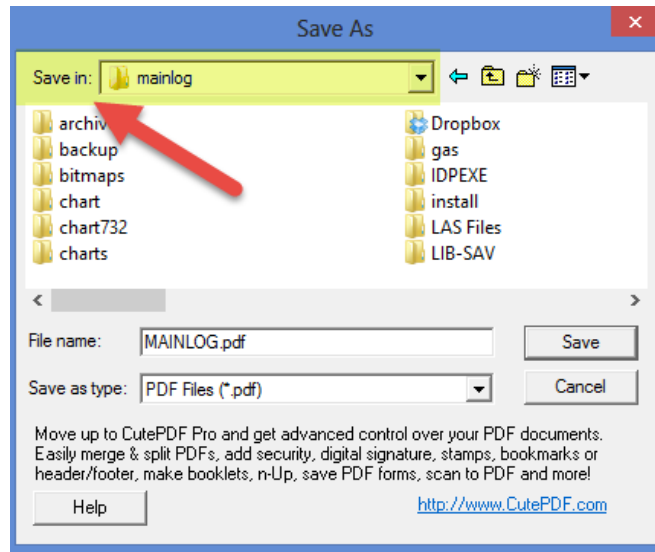 Save As
Save in: mainlog
archiv
backup
bitmaps
chart
chart732
charts
Dropbox
gas
IDPEXE
install
LAS Files
LIB-SAV
File name: MAINLOG.pdf Save
Save as type: PDF Files (*.pdf) Cancel
Move up to CutePDF Pro and get advanced control over your PDF documents.
Easily merge & split PDFs, add security, digital signature, stamps, bookmarks or
header/footer, make booklets, n-Up, save PDF forms, scan to PDF and more!
Help http://www.CutePDF.com